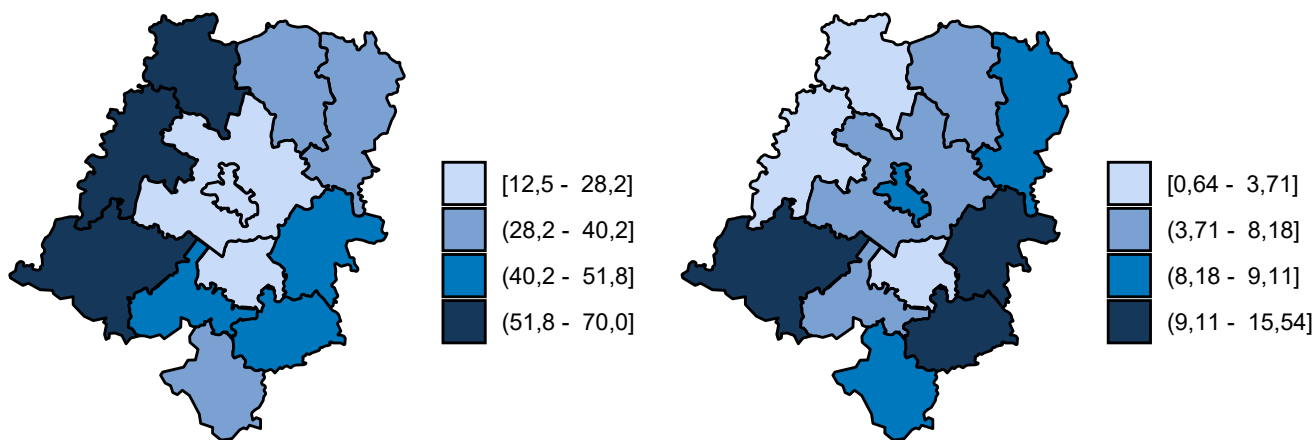 [12,5 - 28,2]
(28,2 - 40,2]
(40,2 - 51,8]
(51,8 - 70,0]
[0,64 - 3,71]
(3,71 - 8,18]
(8,18 - 9,11]
(9,11 - 15,54]